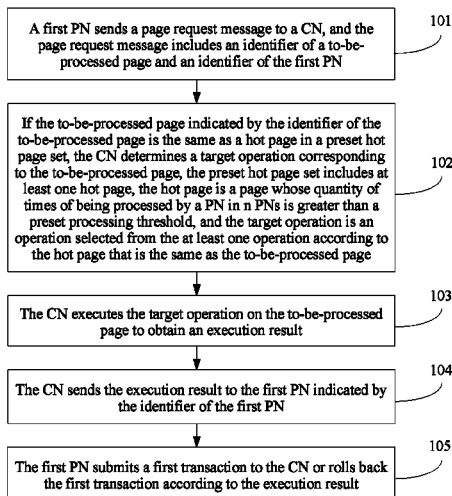 A first PN sends a page request message to a CN, and the
page request message includes an identifier of a to-be-
processed page and an identifier of the first PN
101
If the to-be-processed page indicated by the identifier of the
to-be-processed page is the same as a hot page in a preset hot
page set, the CN determines a target operation corresponding
to the to-be-processed page, the preset hot page set includes at
least one hot page, the hot page is a page whose quantity of
times of being processed by a PN in n PNs is greater than a
preset processing threshold, and the target operation is an
operation selected from the at least one operation according to
the hot page that is the same as the to-be-processed page
102
The CN executes the target operation on the to-be-processed
page to obtain an execution result
103
The CN sends the execution result to the first PN indicated by
the identifier of the first PN
104
The first PN submits a first transaction to the CN or rolls back
the first transaction according to the execution result
105